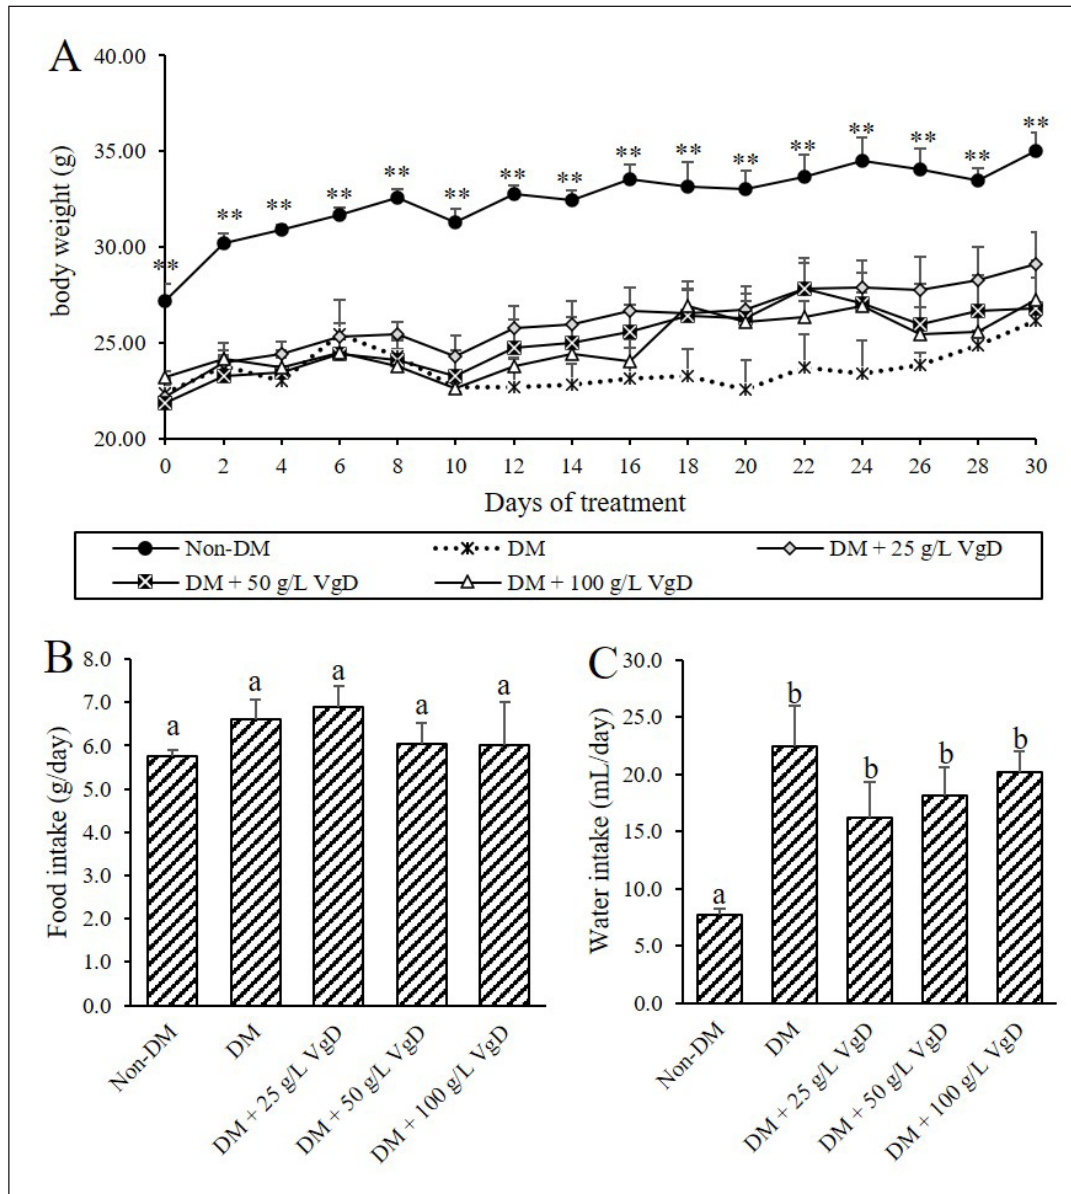 A
40.00
35.00
30.00
25.00
20.00
body weight (g)
** ** ** ** ** ** ** ** ** ** ** ** ** ** ** **
0 2 4 6 8 10 12 14 16 18 20 22 24 26 28 30
Days of treatment
Non-DM DM DM + 25 g/L VgD
DM + 50 g/L VgD DM + 100 g/L VgD
B
8.0
7.0
6.0
5.0
4.0
3.0
2.0
1.0
0.0
Food intake (g/day)
a a a a a
Non-DM
DM
DM + 25 g/L VgD
DM + 50 g/L VgD
DM + 100 g/L VgD
C
30.0
25.0
20.0
15.0
10.0
5.0
0.0
Water intake (mL/day)
a b b b b
Non-DM
DM
DM + 25 g/L VgD
DM + 50 g/L VgD
DM + 100 g/L VgD